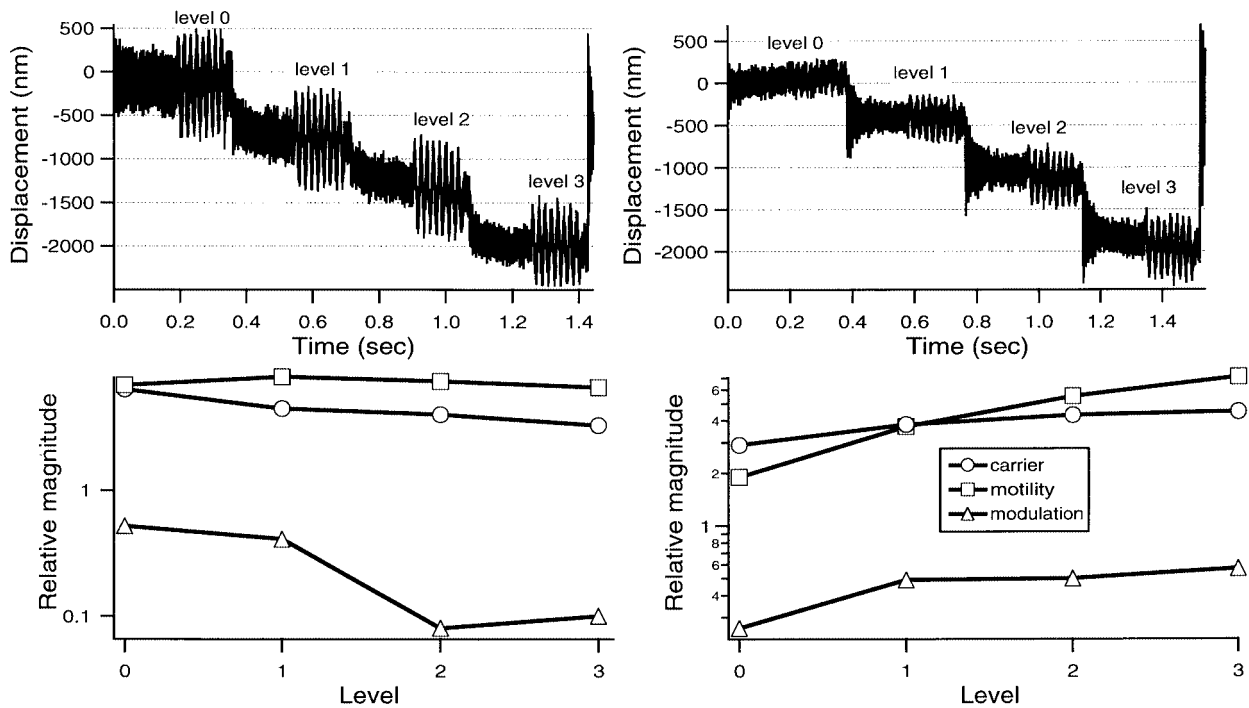 level 0
500
0
-500
-1000
-1500
-2000
Displacement (nm)
level 1
level 2
level 3
0.0 0.2 0.4 0.6 0.8 1.0 1.2 1.4
Time (sec)
500
0
-500
-1000
-1500
-2000
Displacement (nm)
level 0
level 1
level 2
level 3
0.0 0.2 0.4 0.6 0.8 1.0 1.2 1.4
Time (sec)
Relative magnitude
1
0.1
0 1 2 3
Level
Relative magnitude
6
4
2
1
8
6
4
carrier
motility
modulation
0 1 2 3
Level